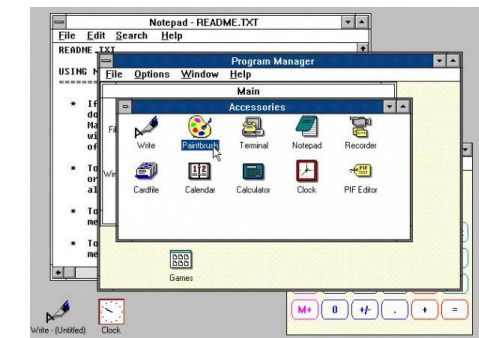 Notepad - README.TXT
File Edit Search Help
README.TXT
USING
Program Manager
File Options Window Help
Main
Accessories
Write Paintbrush Terminal Notepad Recorder
Cardfile Calendar Calculator Clock PIF Editor
* If
do
wi
of
* To
or
al
* To
me
* To
me
Games
M+ 0 +/- . + =
Write - (Untitled) Clock